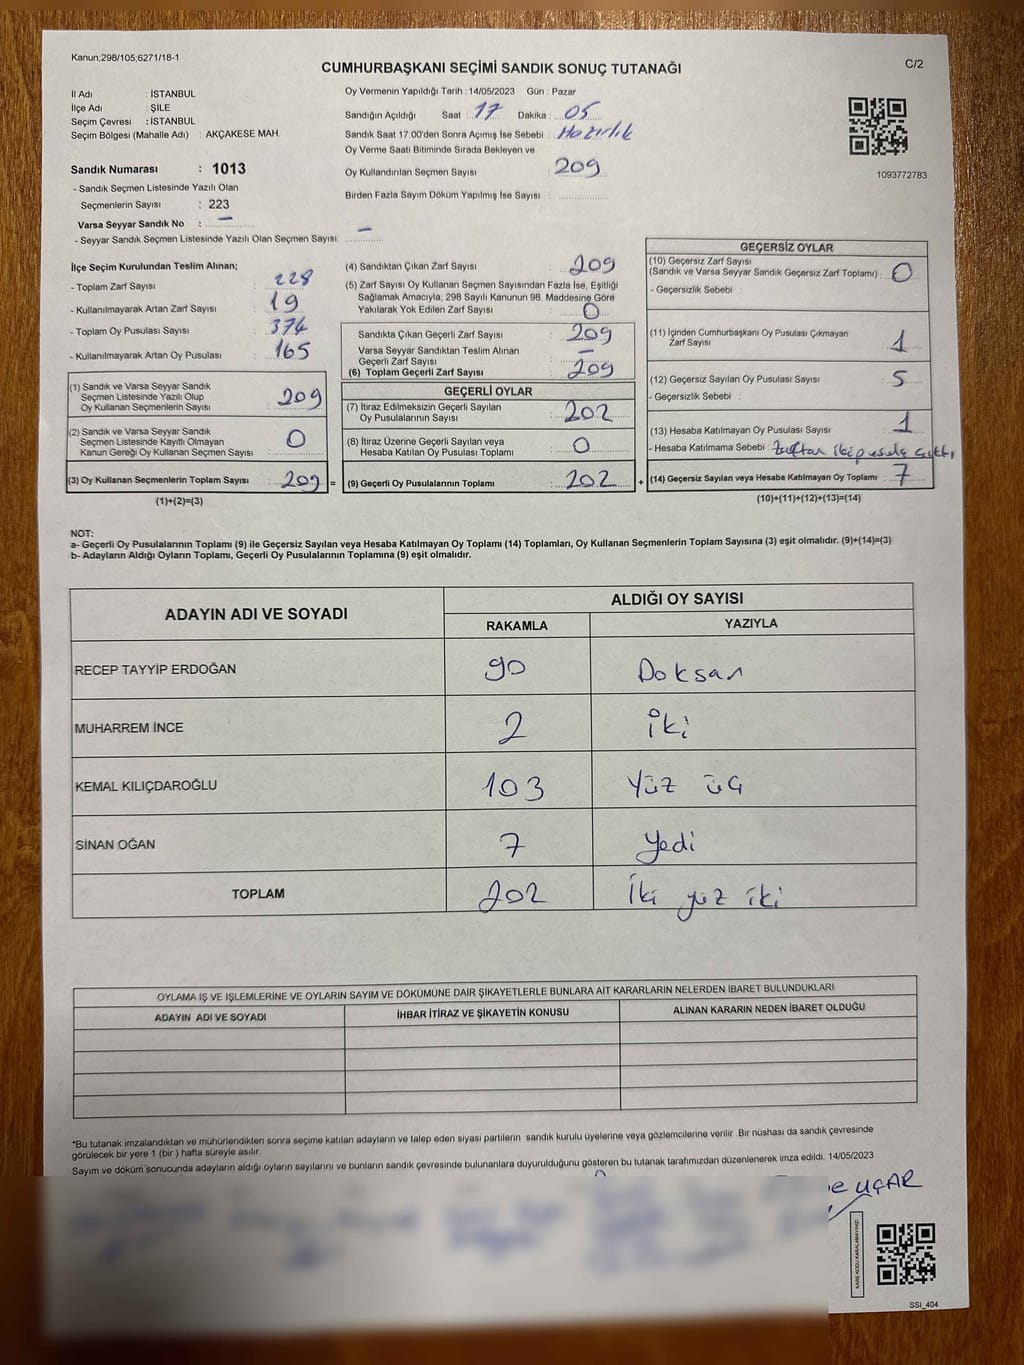 Kanun;298/105;6271/18-1
C/2
CUMHURBAŞKANI SEÇİMİ SANDIK SONUÇ TUTANAĞI
İl Adı : İSTANBUL
İlçe Adı : ŞİLE
Seçim Çevresi : İSTANBUL
Seçim Bölgesi (Mahalle Adı) : AKÇAKESE MAH.
Oy Vermenin Yapıldığı Tarih : 14/05/2023 Gün : Pazar
Sandığın Açıldığı Saat : 17 Dakika : 05
Sandık Saat 17.00'den Sonra Açımış İse Sebebi : Hazırlık
Oy Verme Saati Bitiminde Sırada Bekleyen ve
Oy Kullandırılan Seçmen Sayısı : 209
Birden Fazla Sayım Döküm Yapılmış İse Sayısı :
1093772783
Sandık Numarası : 1013
- Sandık Seçmen Listesinde Yazılı Olan
Seçmenlerin Sayısı : 223
Varsa Seyyar Sandık No : –
- Seyyar Sandık Seçmen Listesinde Yazılı Olan Seçmen Sayısı: –
İlçe Seçim Kurulundan Teslim Alınan;
- Toplam Zarf Sayısı : 228
- Kullanılmayarak Artan Zarf Sayısı : 19
- Toplam Oy Pusulası Sayısı : 374
- Kullanılmayarak Artan Oy Pusulası : 165
(1) Sandık ve Varsa Seyyar Sandık
Seçmen Listesinde Yazılı Olup
Oy Kullanan Seçmenlerin Sayısı : 209
(2) Sandık ve Varsa Seyyar Sandık
Seçmen Listesinde Kayıtlı Olmayan
Kanun Gereği Oy Kullanan Seçmen Sayısı : 0
(3) Oy Kullanan Seçmenlerin Toplam Sayısı : 209 =
(1)+(2)=(3)
(4) Sandıktan Çıkan Zarf Sayısı : 209
(5) Zarf Sayısı Oy Kullanan Seçmen Sayısından Fazla İse, Eşitliği
Sağlamak Amacıyla; 298 Sayılı Kanunun 98. Maddesine Göre
Yakılarak Yok Edilen Zarf Sayısı : 0
Sandıkta Çıkan Geçerli Zarf Sayısı : 209
Varsa Seyyar Sandıktan Teslim Alınan
Geçerli Zarf Sayısı : –
(6) Toplam Geçerli Zarf Sayısı : 209
GEÇERLİ OYLAR
(7) İtiraz Edilmeksizin Geçerli Sayılan
Oy Pusulalarının Sayısı : 202
(8) İtiraz Üzerine Geçerli Sayılan veya
Hesaba Katılan Oy Pusulası Toplamı : 0
(9) Geçerli Oy Pusulalarının Toplamı : 202 +
GEÇERSİZ OYLAR
(10) Geçersiz Zarf Sayısı
(Sandık ve Varsa Seyyar Sandık Geçersiz Zarf Toplamı) : 0
- Geçersizlik Sebebi :
(11) İçinden Cumhurbaşkanı Oy Pusulası Çıkmayan
Zarf Sayısı : 1
(12) Geçersiz Sayılan Oy Pusulası Sayısı : 5
- Geçersizlik Sebebi :
(13) Hesaba Katılmayan Oy Pusulası Sayısı : 1
- Hesaba Katılmama Sebebi : Zarftan iki pusula çıktı
(14) Geçersiz Sayılan veya Hesaba Katılmayan Oy Toplamı : 7
(10)+(11)+(12)+(13)=(14)
NOT:
a- Geçerli Oy Pusulalarının Toplamı (9) ile Geçersiz Sayılan veya Hesaba Katılmayan Oy Toplamı (14) Toplamları, Oy Kullanan Seçmenlerin Toplam Sayısına (3) eşit olmalıdır. (9)+(14)=(3)
b- Adayların Aldığı Oyların Toplamı, Geçerli Oy Pusulalarının Toplamına (9) eşit olmalıdır.
ADAYIN ADI VE SOYADI
ALDIĞI OY SAYISI
RAKAMLA YAZIYLA
RECEP TAYYİP ERDOĞAN 90 Doksan
MUHARREM İNCE 2 İki
KEMAL KILIÇDAROĞLU 103 Yüz üç
SİNAN OĞAN 7 Yedi
TOPLAM 202 İki yüz iki
OYLAMA İŞ VE İŞLEMLERİNE VE OYLARIN SAYIM VE DÖKÜMÜNE DAİR ŞİKAYETLERLE BUNLARA AİT KARARLARIN NELERDEN İBARET BULUNDUKLARI
ADAYIN ADI VE SOYADI İHBAR İTİRAZ VE ŞİKAYETİN KONUSU ALINAN KARARIN NEDEN İBARET OLDUĞU
*Bu tutanak imzalandıktan ve mühürlendikten sonra seçime katılan adayların ve talep eden siyasi partilerin sandık kurulu üyelerine veya gözlemcilerine verilir. Bir nüshası da sandık çevresinde
görülecek bir yere 1 (bir ) hafta süreyle asılır.
Sayım ve döküm sonucunda adayların aldığı oyların sayılarını ve bunların sandık çevresinde bulunanlara duyurulduğunu gösteren bu tutanak tarafımızdan düzenlenerek imza edildi. 14/05/2023
UÇAR
KARE KODU KARALAMAYINIZ!
SSI_404